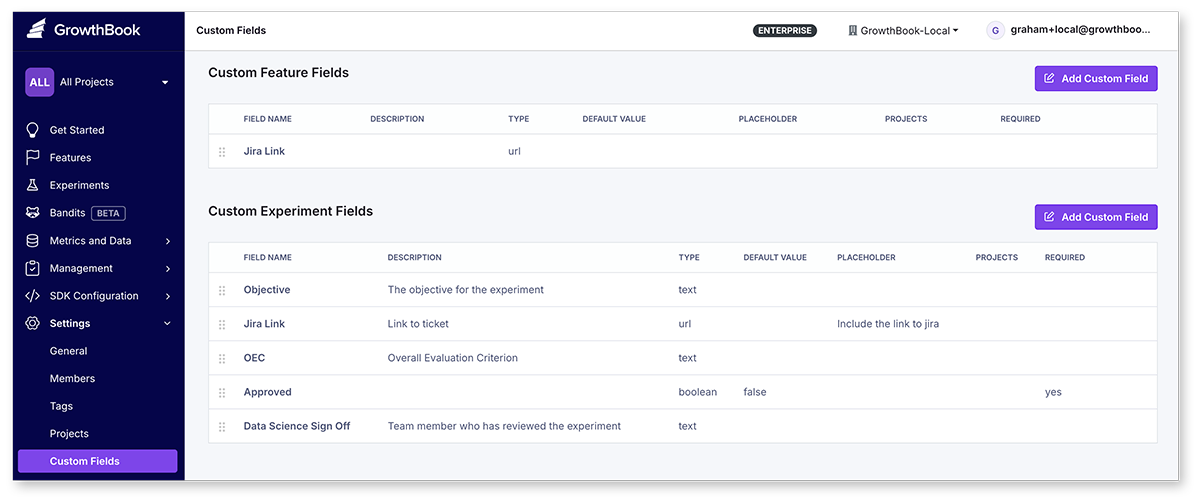 GrowthBook
Custom Fields
ENTERPRISE
GrowthBook-Local
G
graham+local@growthboo...
ALL
All Projects
Get Started
Features
Experiments
Bandits BETA
Metrics and Data
Management
SDK Configuration
Settings
General
Members
Tags
Projects
Custom Fields
Custom Feature Fields
Add Custom Field
FIELD NAME DESCRIPTION TYPE DEFAULT VALUE PLACEHOLDER PROJECTS REQUIRED
Jira Link url
Custom Experiment Fields
Add Custom Field
FIELD NAME DESCRIPTION TYPE DEFAULT VALUE PLACEHOLDER PROJECTS REQUIRED
Objective The objective for the experiment text
Jira Link Link to ticket url Include the link to jira
OEC Overall Evaluation Criterion text
Approved boolean false yes
Data Science Sign Off Team member who has reviewed the experiment text